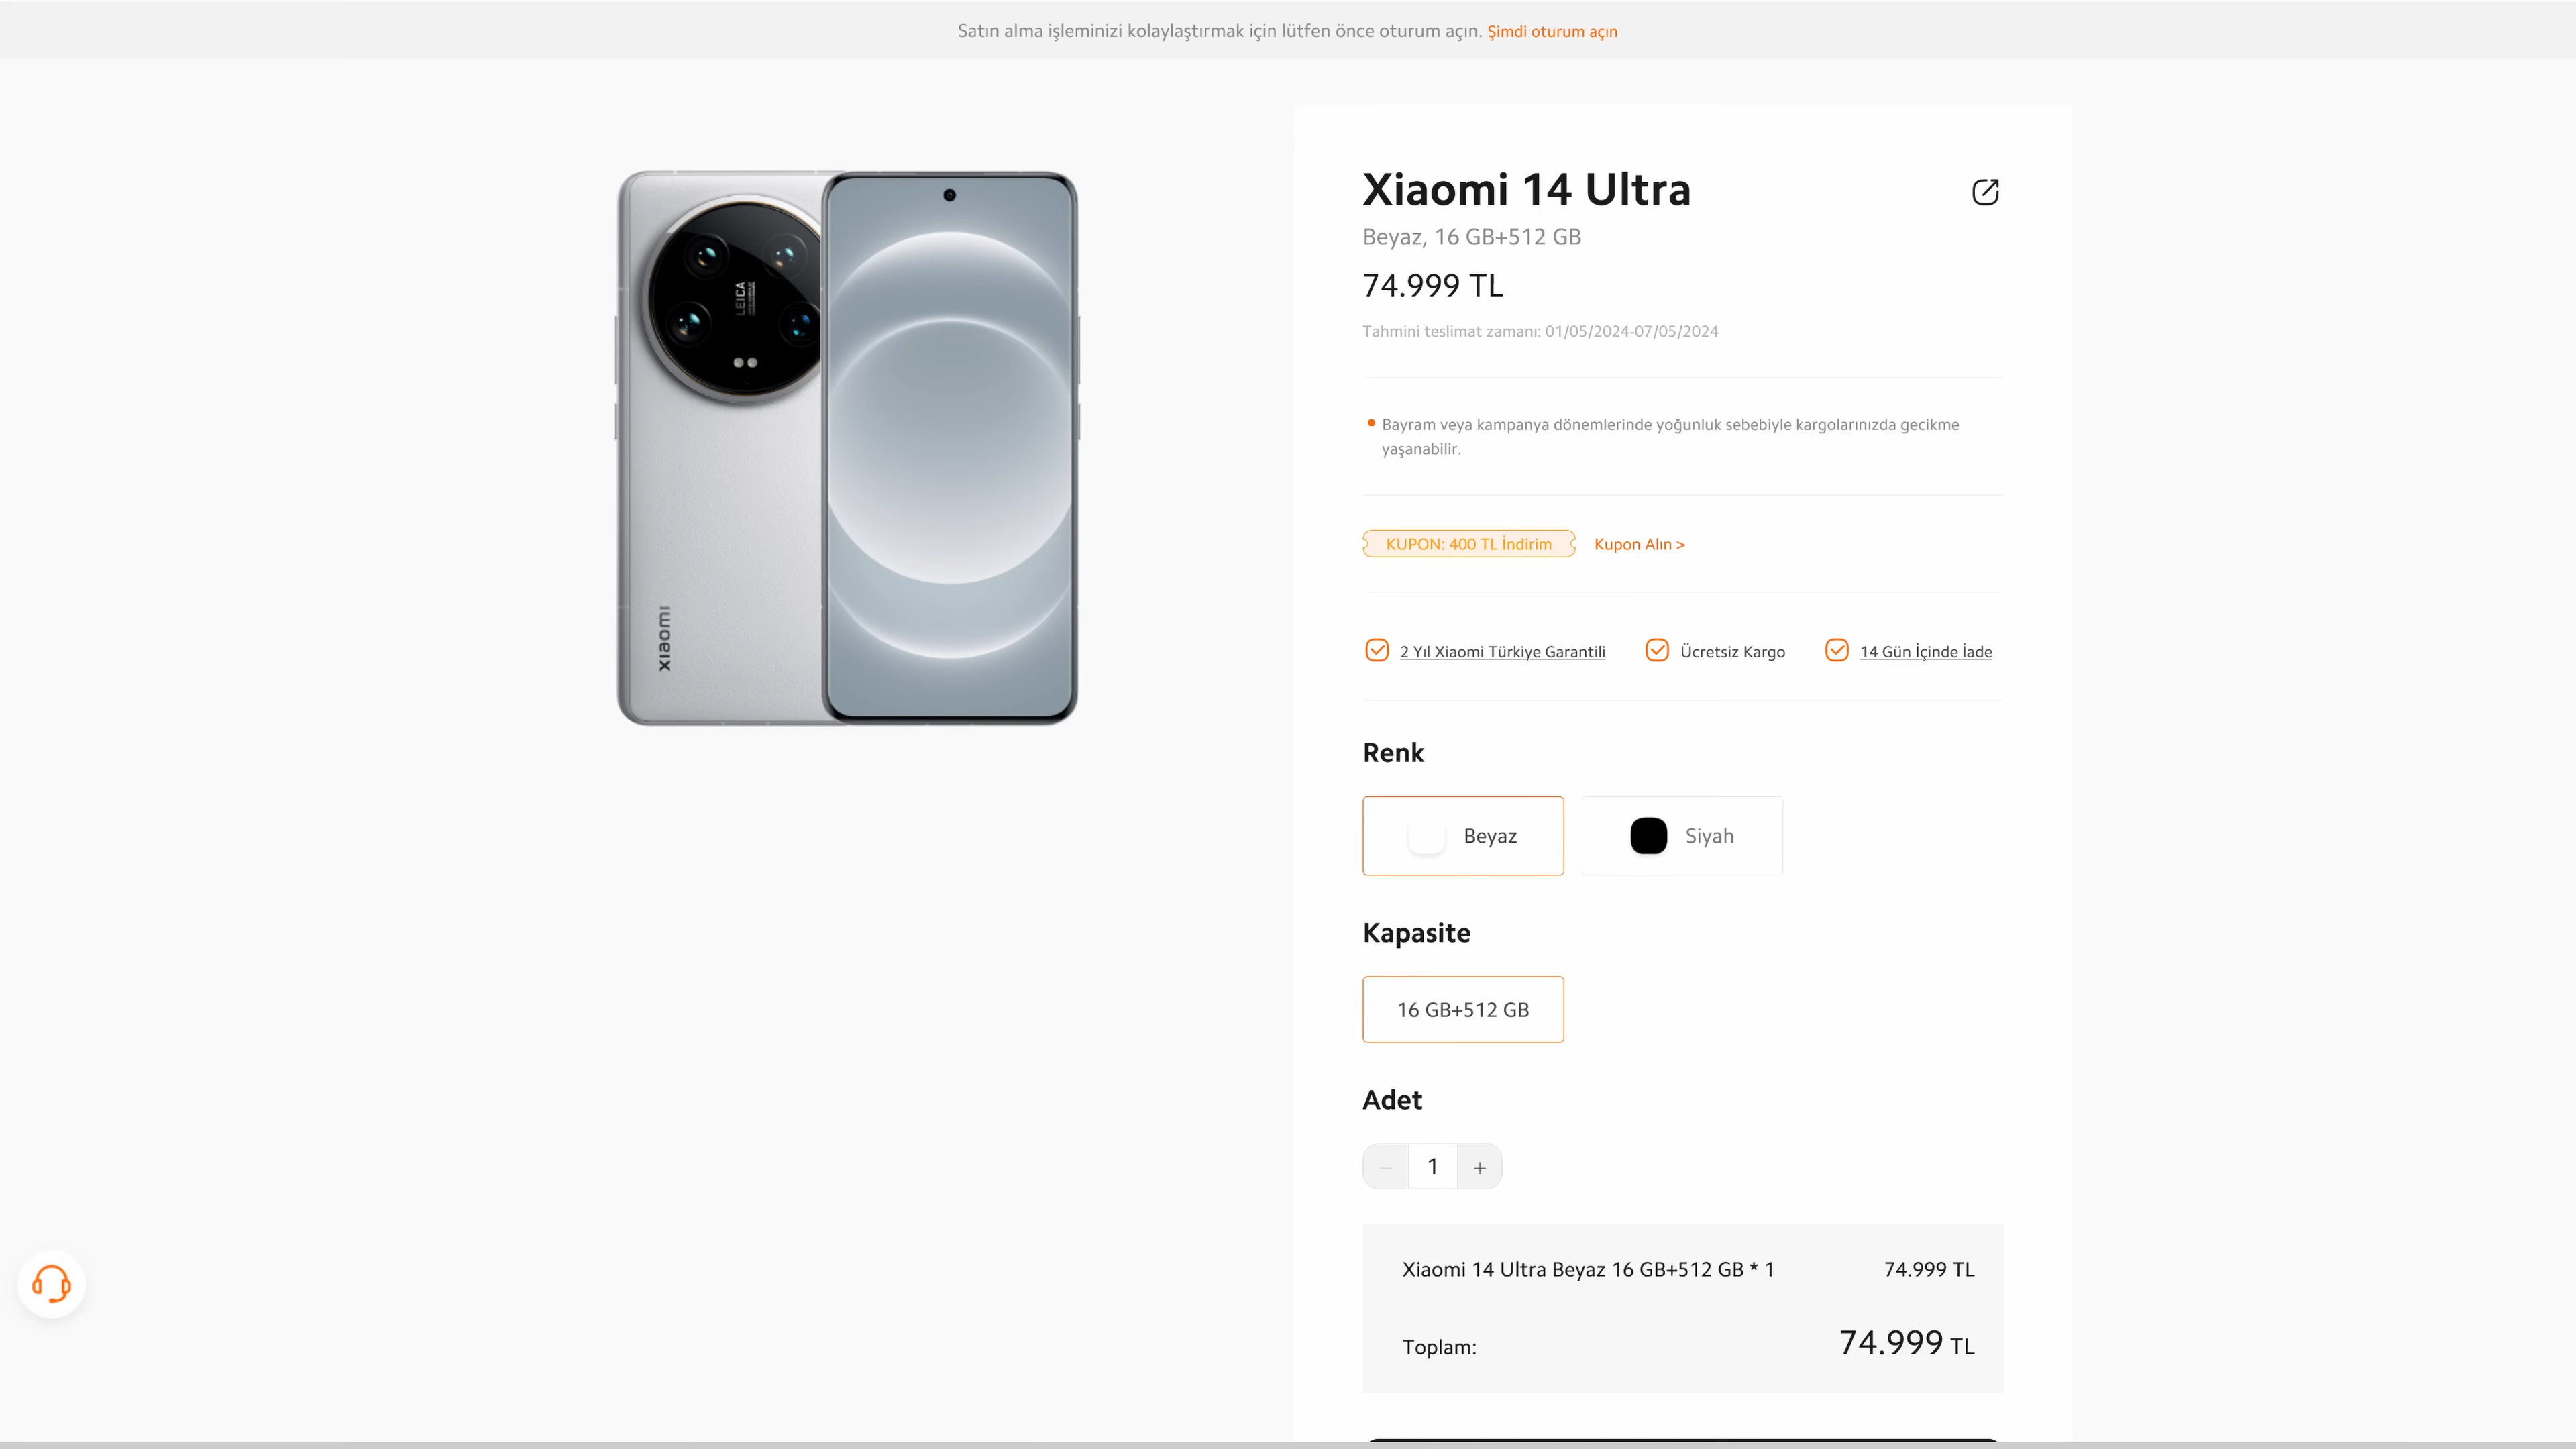 Satın alma işleminizi kolaylaştırmak için lütfen önce oturum açın. Şimdi oturum açın
LEICA
xiaomi
Xiaomi 14 Ultra
Beyaz, 16 GB+512 GB
74.999 TL
Tahmini teslimat zamanı: 01/05/2024-07/05/2024
Bayram veya kampanya dönemlerinde yoğunluk sebebiyle kargolarınızda gecikme
yaşanabilir.
KUPON: 400 TL İndirim Kupon Alın >
2 Yıl Xiaomi Türkiye Garantili Ücretsiz Kargo 14 Gün İçinde İade
Renk
Beyaz Siyah
Kapasite
16 GB+512 GB
Adet
− 1 +
Xiaomi 14 Ultra Beyaz 16 GB+512 GB * 1 74.999 TL
Toplam: 74.999 TL